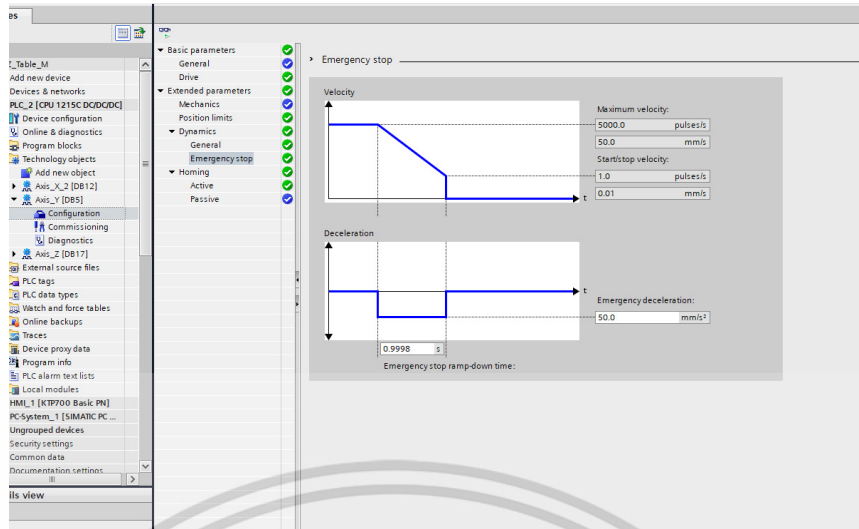 es
Z_Table_M
Add new device
Devices & networks
PLC_2 [CPU 1215C DC/DC/DC]
Device configuration
Online & diagnostics
Program blocks
Technology objects
Add new object
Axis_X_2 [DB12]
Axis_Y [DB5]
Configuration
Commissioning
Diagnostics
Axis_Z [DB17]
External source files
PLC tags
PLC data types
Watch and force tables
Online backups
Traces
Device proxy data
Program info
PLC alarm text lists
Local modules
HMI_1 [KTP700 Basic PN]
PC-System_1 [SIMATIC PC ...
Ungrouped devices
Security settings
Common data
Documentation settings
ils view
Basic parameters
General
Drive
Extended parameters
Mechanics
Position limits
Dynamics
General
Emergency stop
Homing
Active
Passive
Emergency stop
Velocity
t
Maximum velocity:
5000.0 pulses/s
50.0 mm/s
Start/stop velocity:
1.0 pulses/s
0.01 mm/s
Deceleration
t
Emergency deceleration:
50.0 mm/s²
0.9998 s
Emergency stop ramp-down time: